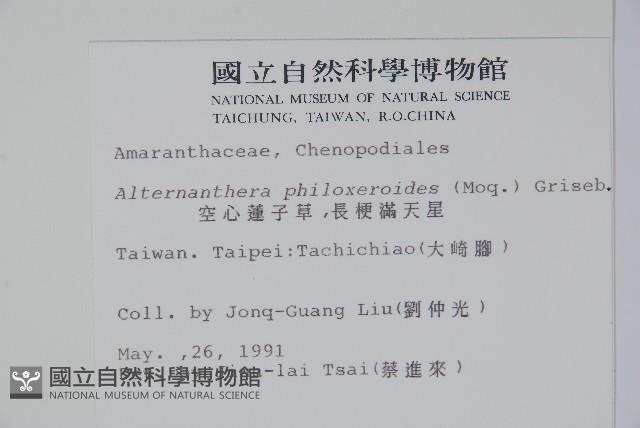 國立自然科學博物館
NATIONAL MUSEUM OF NATURAL SCIENCE
TAICHUNG, TAIWAN, R.O.CHINA
Amaranthaceae, Chenopodiales
Alternanthera philoxeroides (Moq.) Griseb.
空心蓮子草,長梗滿天星
Taiwan. Taipei:Tachichiao(大崎腳)
Coll. by Jonq-Guang Liu(劉仲光)
May. ,26, 1991
-lai Tsai(蔡進來)
國立自然科學博物館
NATIONAL MUSEUM OF NATURAL SCIENCE